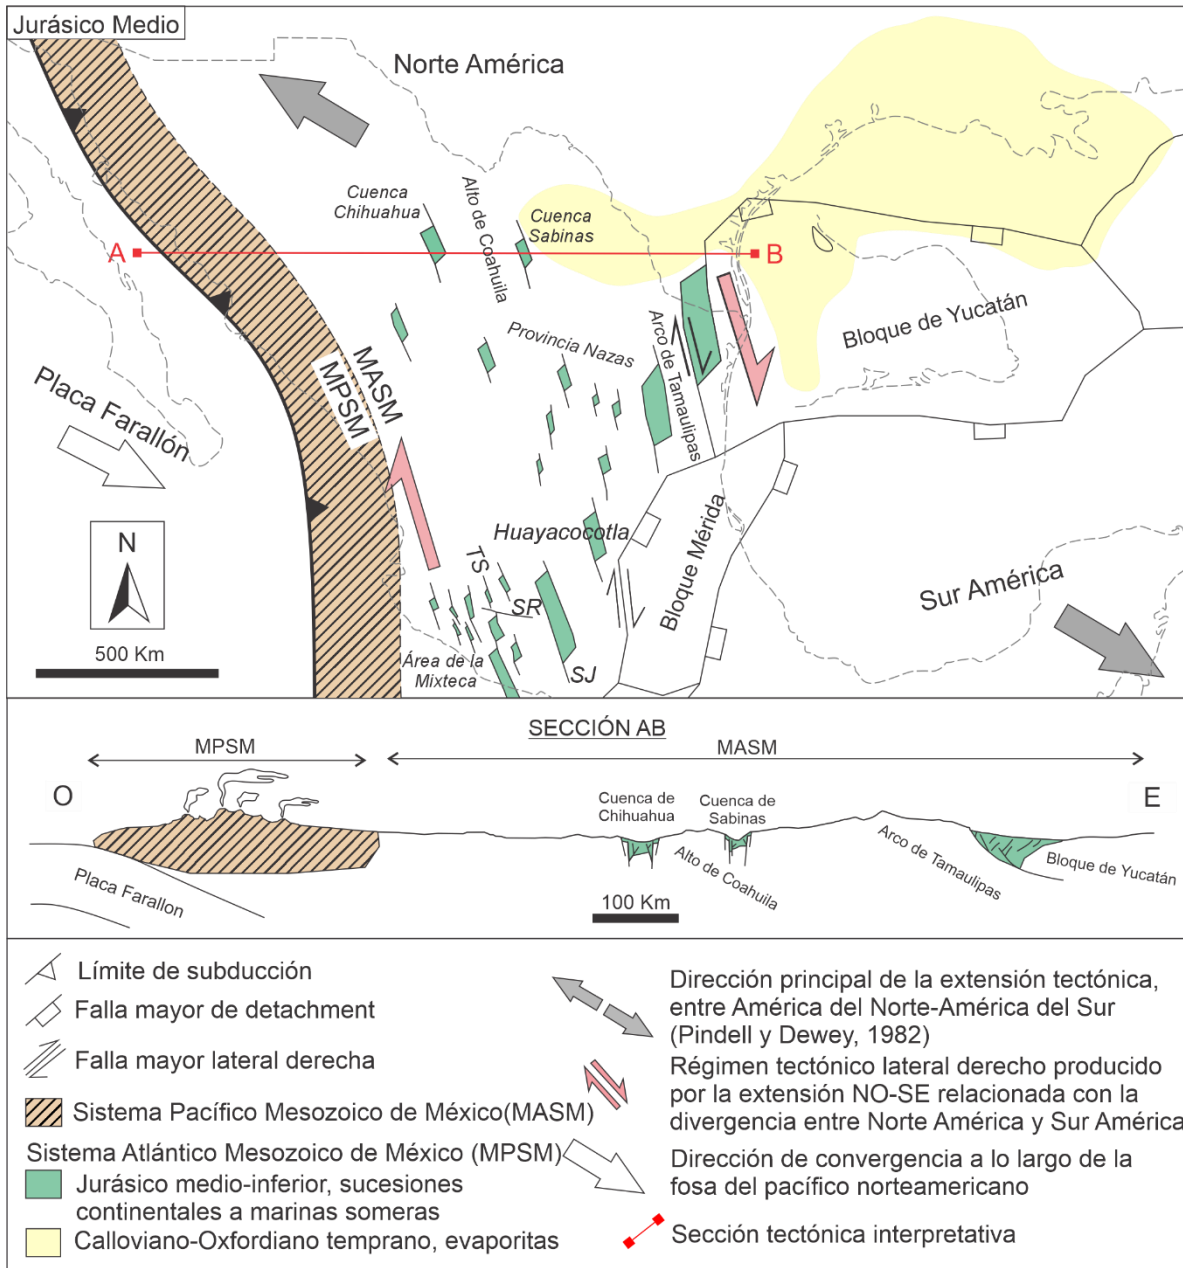 Jurásico Medio
Norte América
Cuenca
Chihuahua
Alto de Coahuila
Cuenca
Sabinas
A
B
Bloque de Yucatán
Provincia Nazas
Arco de Tamaulipas
MASM
MPSM
Placa Farallón
N
500 Km
Huayacocotla
TS
SR
SJ
Área de la
Mixteca
Bloque Mérida
Sur América
SECCIÓN AB
MPSM
MASM
O
E
Cuenca de
Chihuahua
Cuenca de
Sabinas
Placa Farallon
Alto de
Coahuila
Arco de
Tamaulipas
Bloque de Yucatán
100 Km
Límite de subducción
Falla mayor de detachment
Falla mayor lateral derecha
Sistema Pacífico Mesozoico de México(MASM)
Sistema Atlántico Mesozoico de México (MPSM)
Jurásico medio-inferior, sucesiones
continentales a marinas someras
Calloviano-Oxfordiano temprano, evaporitas
Dirección principal de la extensión tectónica,
entre América del Norte-América del Sur
(Pindell y Dewey, 1982)
Régimen tectónico lateral derecho producido
por la extensión NO-SE relacionada con la
divergencia entre Norte América y Sur América
Dirección de convergencia a lo largo de la
fosa del pacífico norteamericano
Sección tectónica interpretativa